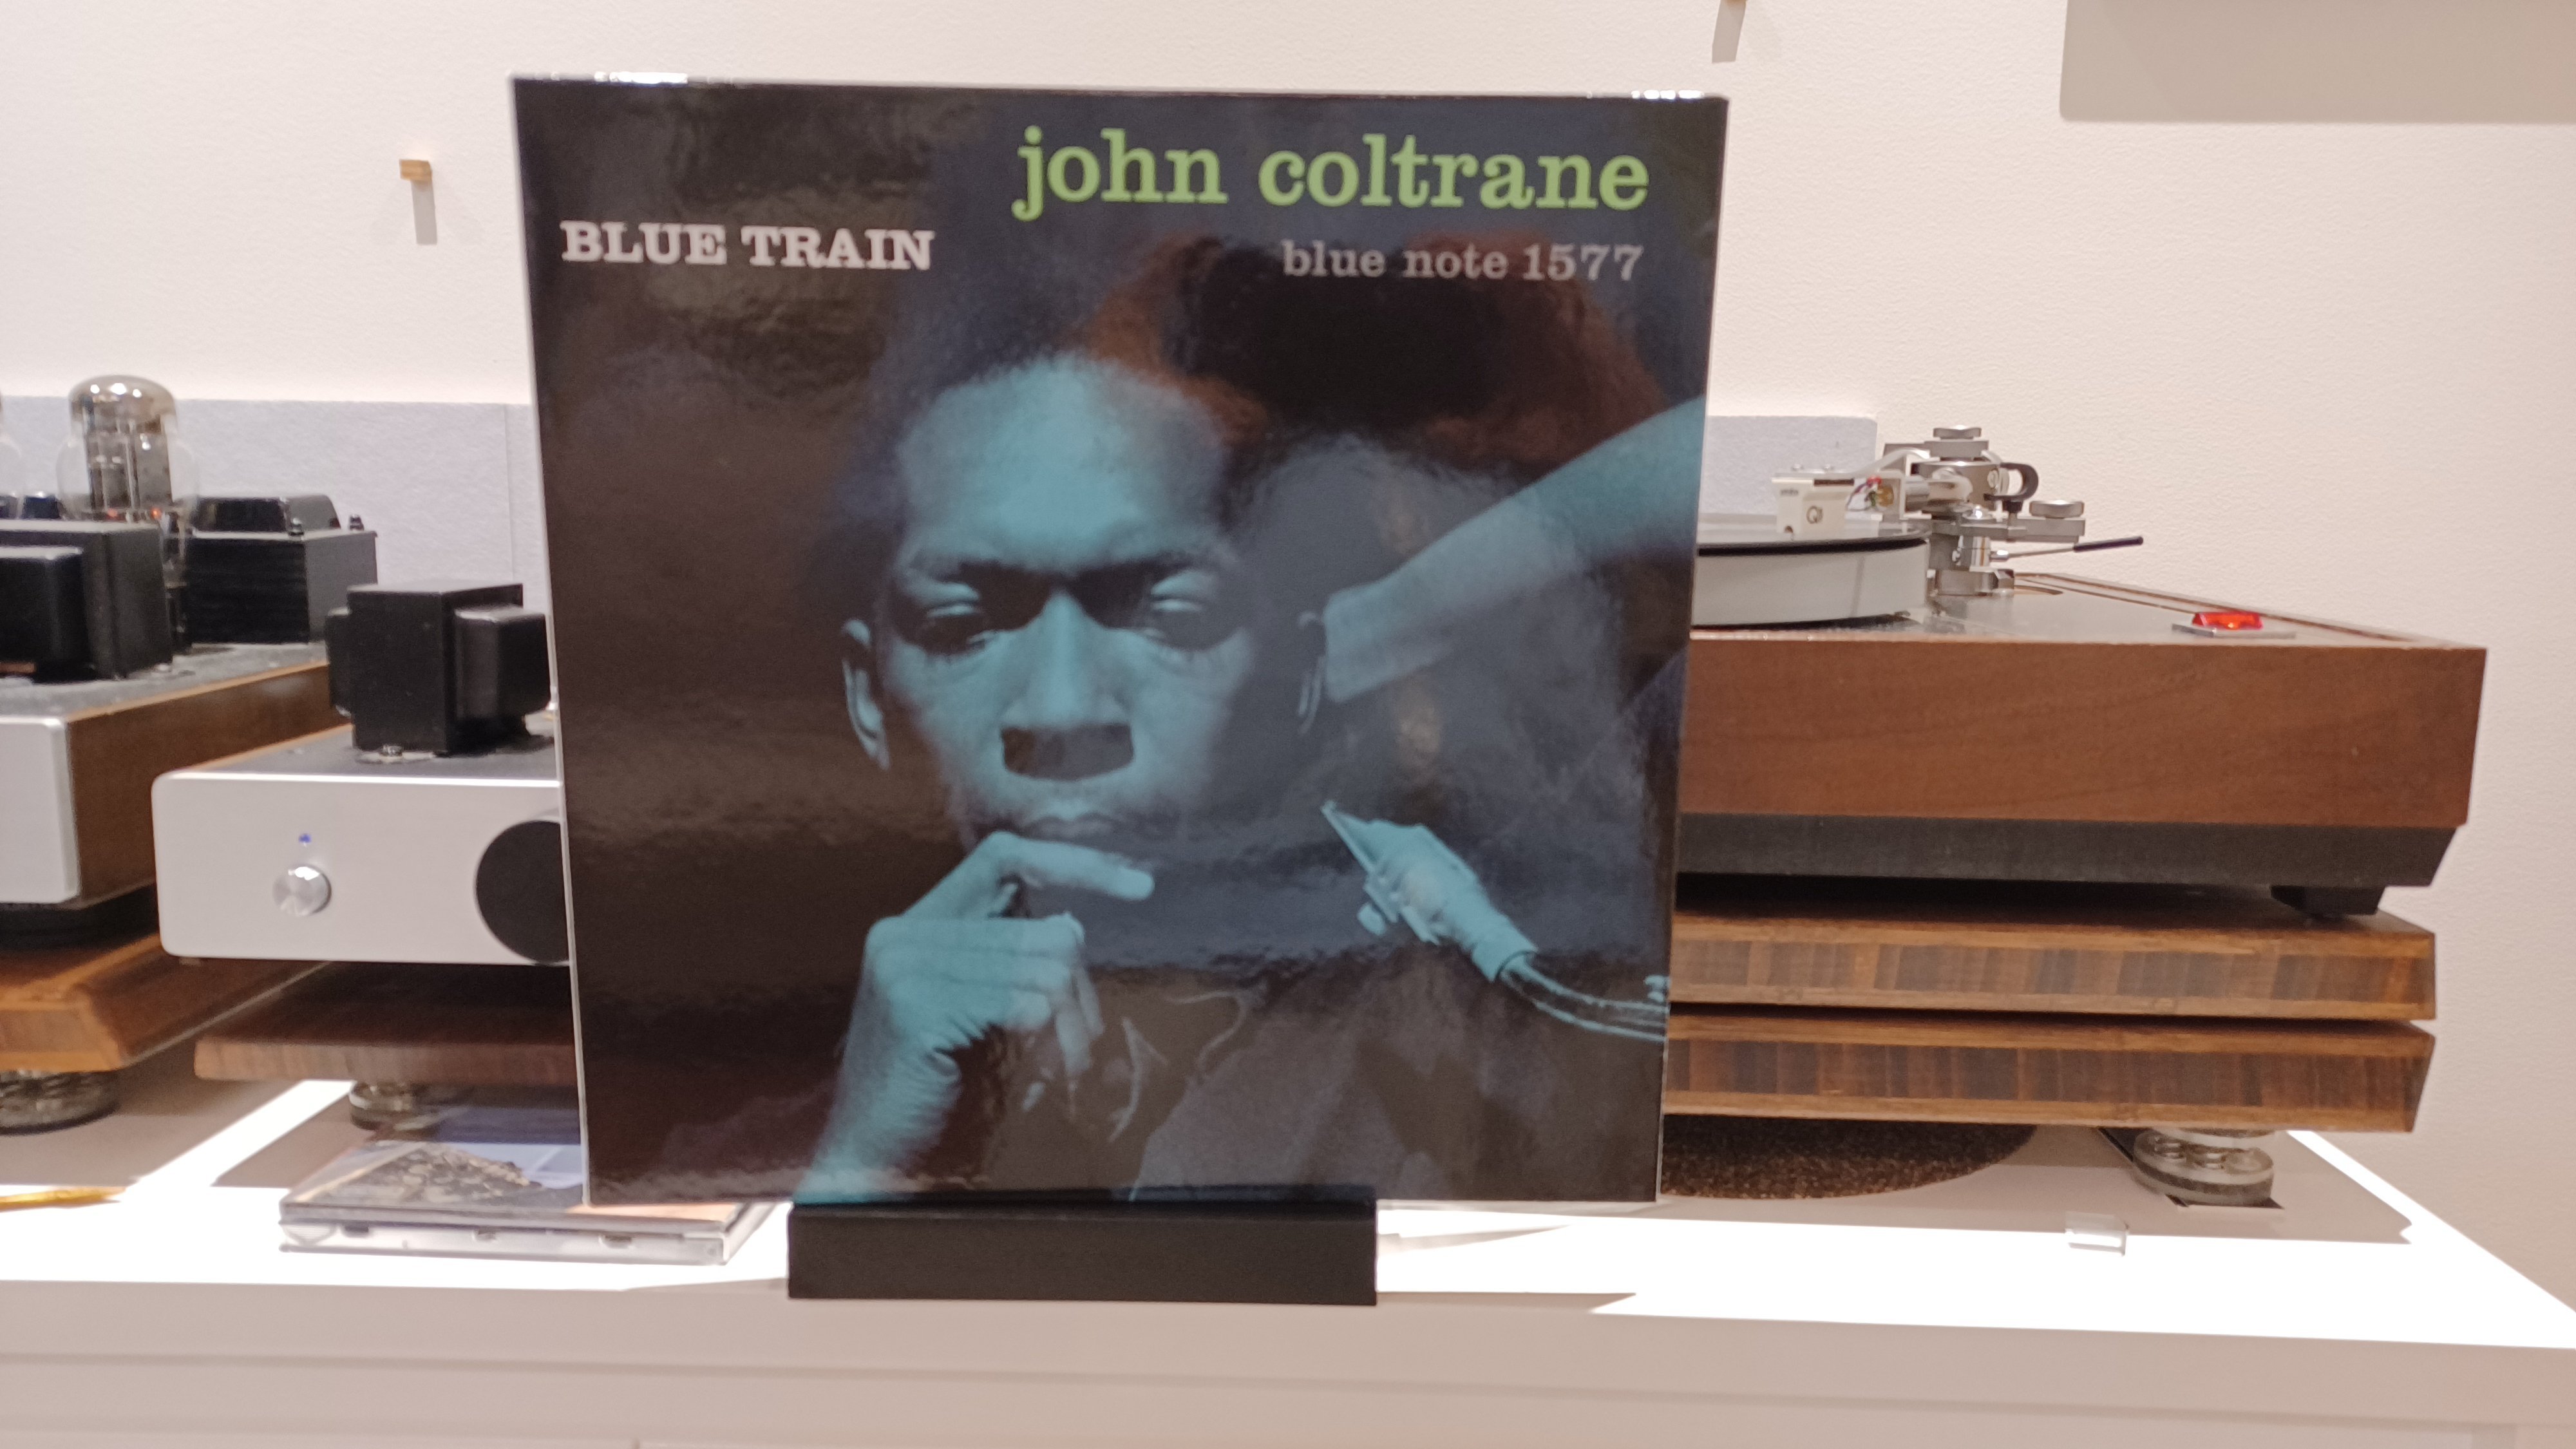 john coltrane
BLUE TRAIN
blue note 1577